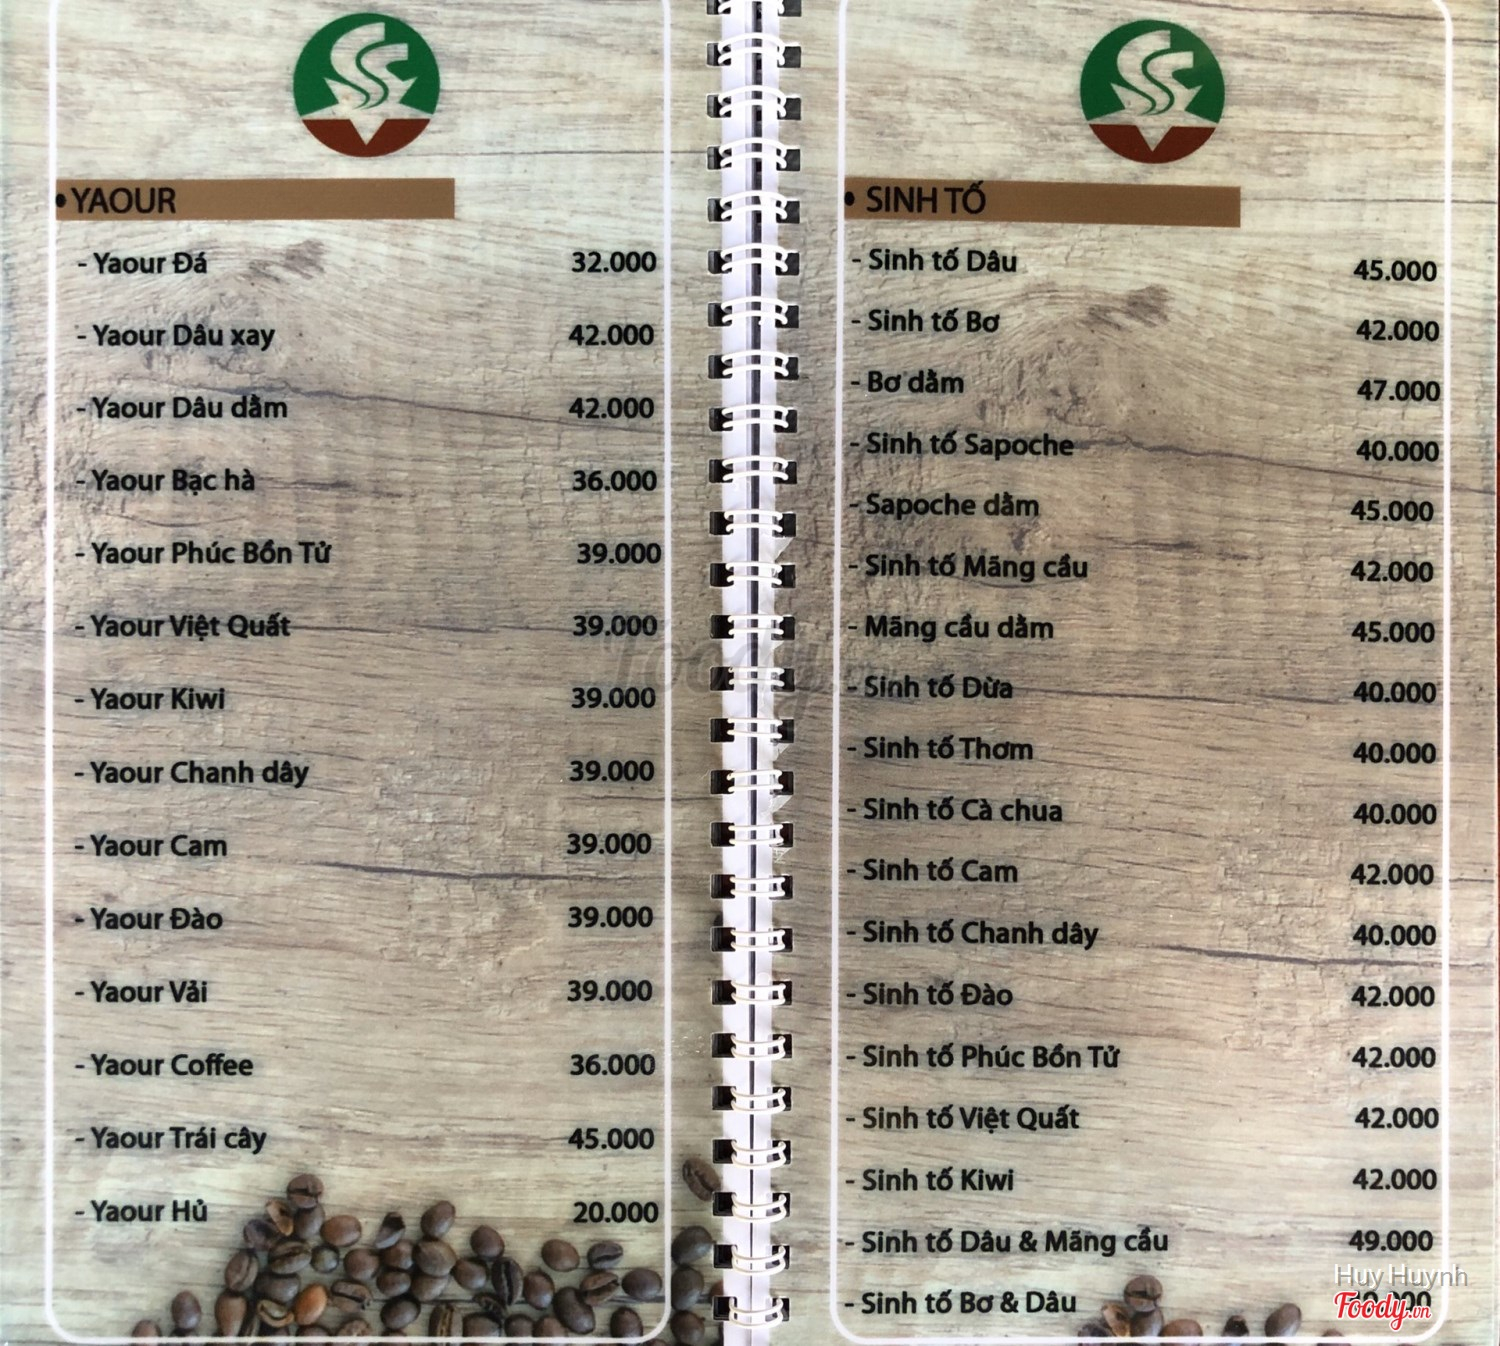 • YAOUR
- Yaour Đá 32.000
- Yaour Dâu xay 42.000
- Yaour Dâu dằm 42.000
- Yaour Bạc hà 36.000
- Yaour Phúc Bồn Tử 39.000
- Yaour Việt Quất 39.000
- Yaour Kiwi 39.000
- Yaour Chanh dây 39.000
- Yaour Cam 39.000
- Yaour Đào 39.000
- Yaour Vải 39.000
- Yaour Coffee 36.000
- Yaour Trái cây 45.000
- Yaour Hủ 20.000
• SINH TỐ
- Sinh tố Dâu 45.000
- Sinh tố Bơ 42.000
- Bơ dằm 47.000
- Sinh tố Sapoche 40.000
- Sapoche dằm 45.000
- Sinh tố Mãng cầu 42.000
- Mãng cầu dằm 45.000
- Sinh tố Dừa 40.000
- Sinh tố Thơm 40.000
- Sinh tố Cà chua 40.000
- Sinh tố Cam 42.000
- Sinh tố Chanh dây 40.000
- Sinh tố Đào 42.000
- Sinh tố Phúc Bồn Tử 42.000
- Sinh tố Việt Quất 42.000
- Sinh tố Kiwi 42.000
- Sinh tố Dâu & Mãng cầu 49.000
- Sinh tố Bơ & Dâu
Huy Huynh
Foody.vn